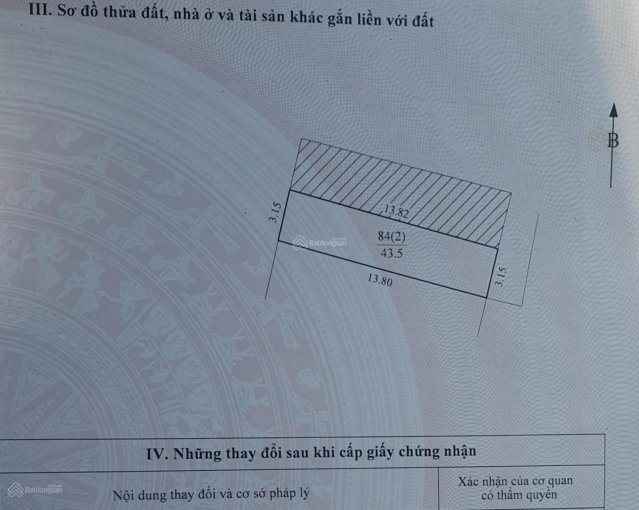 III. Sơ đồ thửa đất, nhà ở và tài sản khác gắn liền với đất
B
13.82
3.15
84(2)
43.5
Batdongsan
3.15
13.80
IV. Những thay đổi sau khi cấp giấy chứng nhận
Nội dung thay đổi và cơ sở pháp lý
Xác nhận của cơ quan
có thẩm quyền
Batdongsan